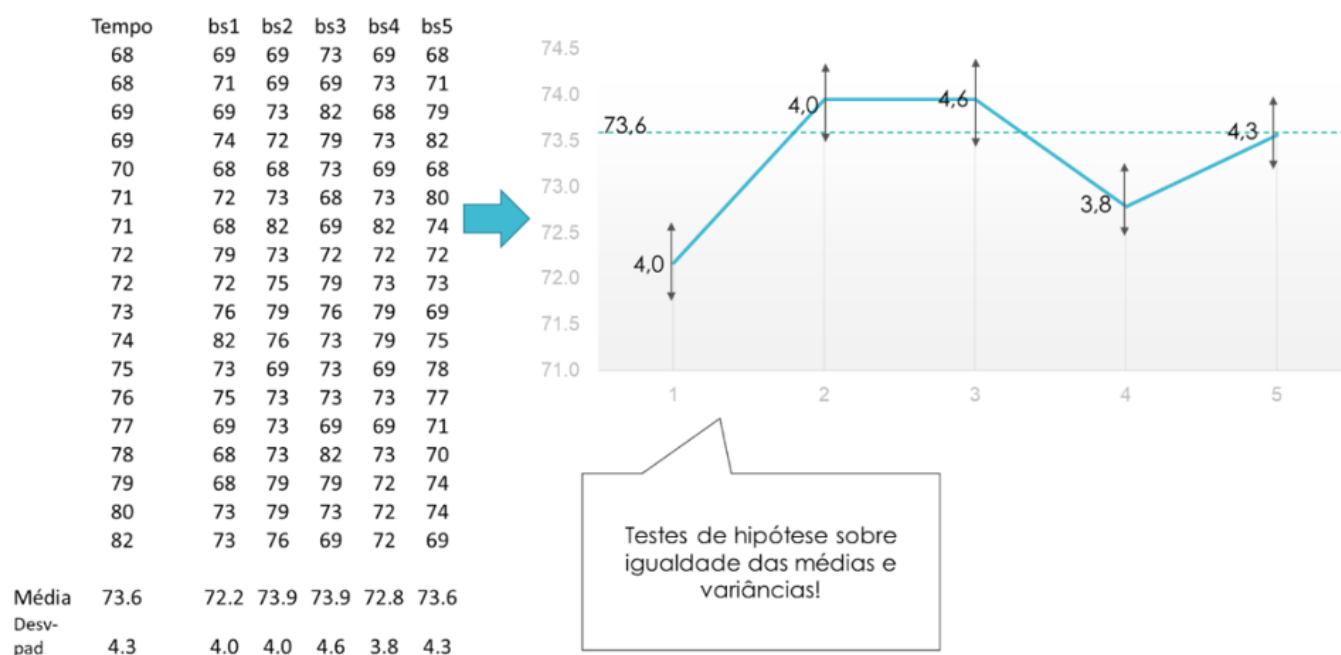 Tempo bs1 bs2 bs3 bs4 bs5
68 69 69 73 69 68
68 71 69 69 73 71
69 69 73 82 68 79
69 74 72 79 73 82
70 68 68 73 69 68
71 72 73 68 73 80
71 68 82 69 82 74
72 79 73 72 72 72
72 72 75 79 73 73
73 76 79 76 79 69
74 82 76 73 79 75
75 73 69 73 69 78
76 75 73 73 73 77
77 69 73 69 69 71
78 68 73 82 73 70
79 68 79 79 72 74
80 73 79 73 72 74
82 73 76 69 72 69
Média 73.6 72.2 73.9 73.9 72.8 73.6
Desv-
pad 4.3 4.0 4.0 4.6 3.8 4.3
74.5
74.0
73.5
73.0
72.5
72.0
71.5
71.0
73,6
4,0
4,0
4,6
3,8
4,3
1 2 3 4 5
Testes de hipótese sobre
igualdade das médias e
variâncias!